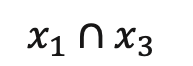 x₁ ∩ x₃